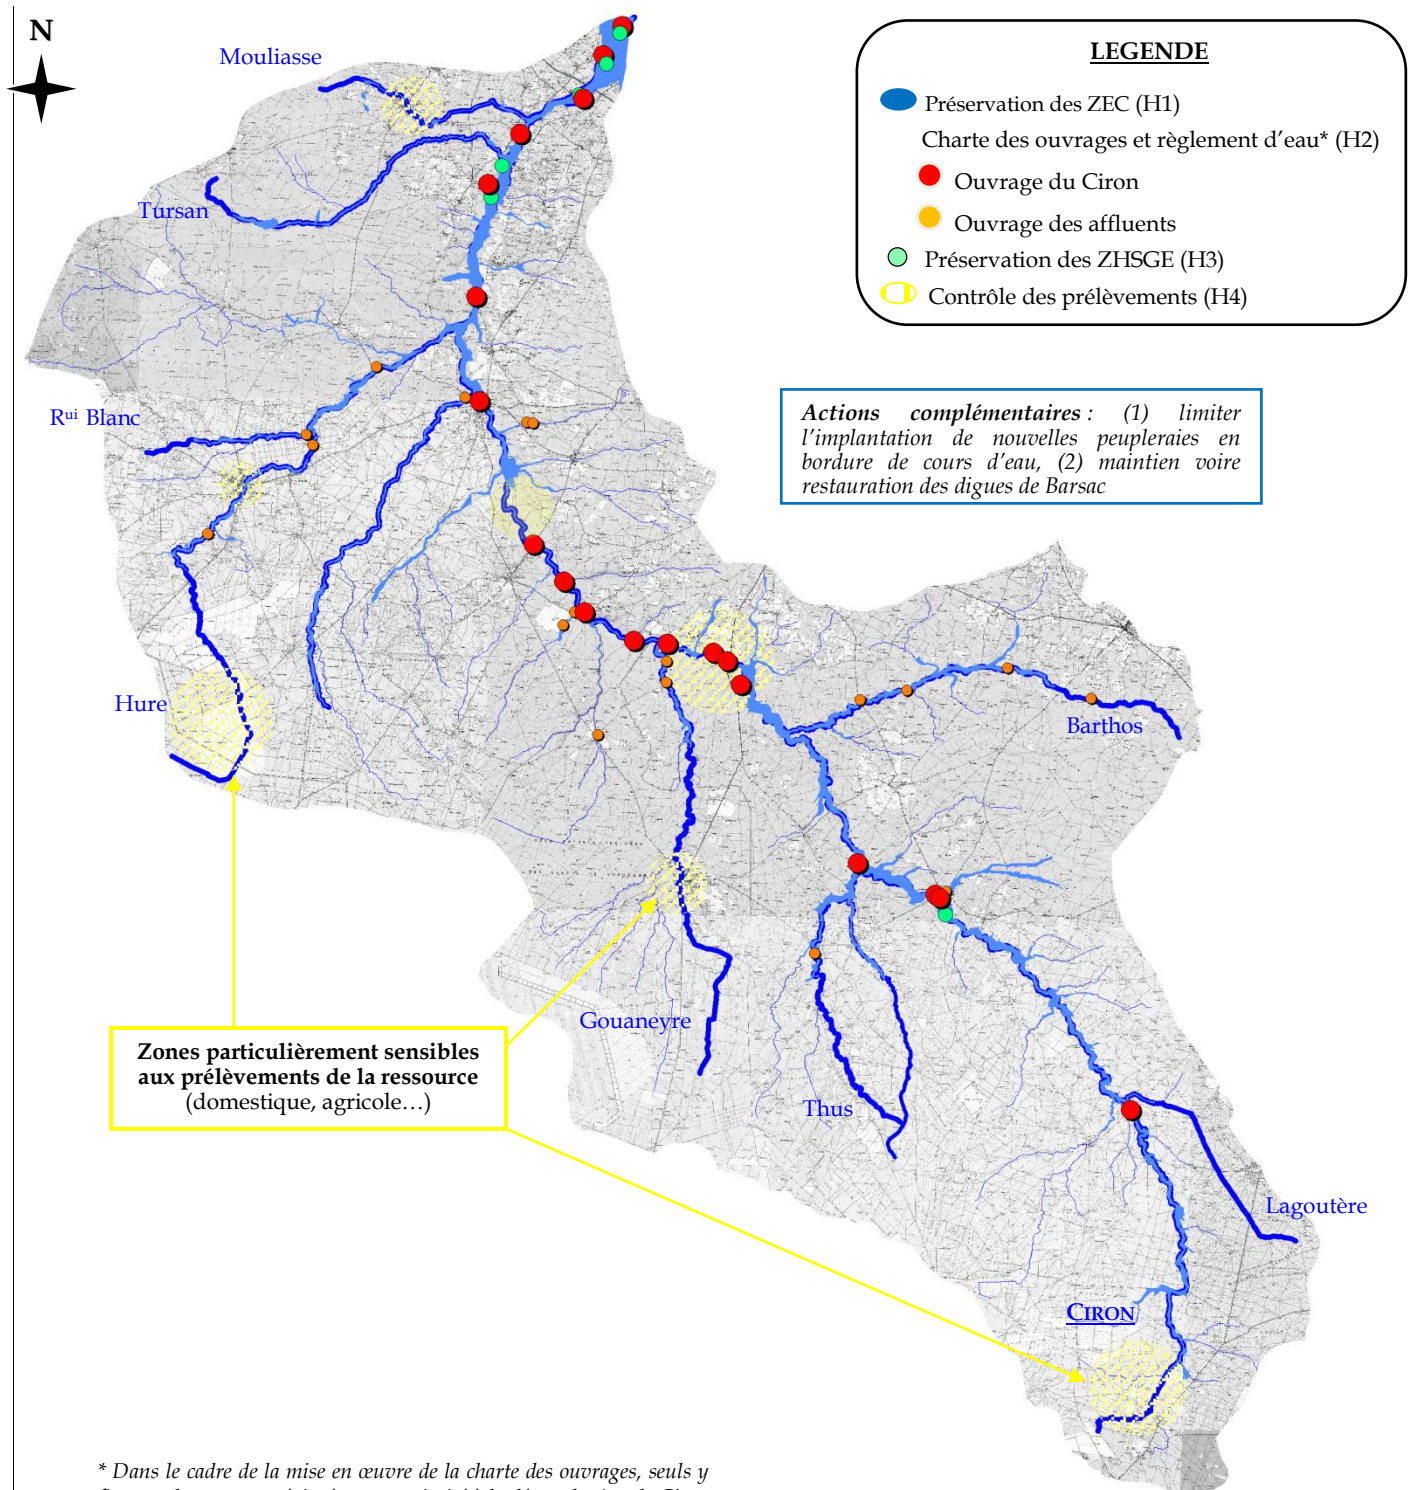 N
Mouliasse
LEGENDE
Préservation des ZEC (H1)
Charte des ouvrages et règlement d'eau* (H2)
Ouvrage du Ciron
Ouvrage des affluents
Préservation des ZHSGE (H3)
Contrôle des prélèvements (H4)
Tursan
Actions complémentaires : (1) limiter
l'implantation de nouvelles peupleraies en
bordure de cours d'eau, (2) maintien voire
restauration des digues de Barsac
Rui Blanc
Hure
Barthos
Gouaneyre
Zones particulièrement sensibles
aux prélèvements de la ressource
(domestique, agricole…)
Thus
Lagoutère
CIRON
* Dans le cadre de la mise en œuvre de la charte des ouvrages, seuls y